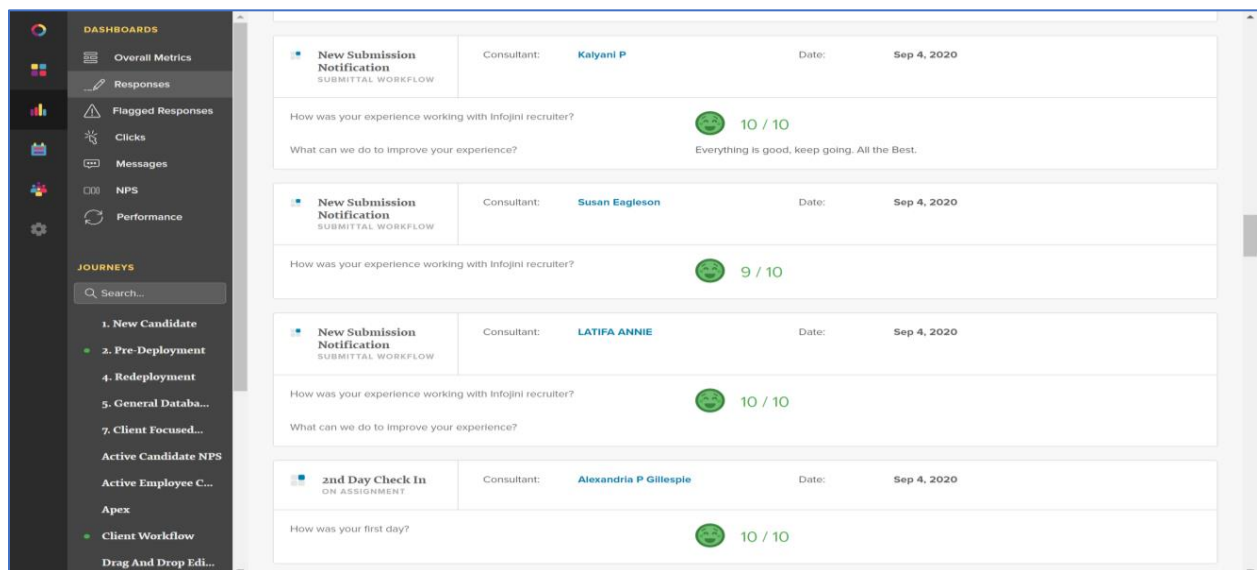 DASHBOARDS
Overall Metrics
Responses
Flagged Responses
Clicks
Messages
NPS
Performance
JOURNEYS
Search...
1. New Candidate
2. Pre-Deployment
4. Redeployment
5. General Databa...
7. Client Focused...
Active Candidate NPS
Active Employee C...
Apex
Client Workflow
Drag And Drop Edi...
New Submission
Notification
SUBMITTAL WORKFLOW
Consultant: Kalyani P Date: Sep 4, 2020
How was your experience working with Infojini recruiter? 10 / 10
What can we do to improve your experience? Everything is good, keep going. All the Best.
New Submission
Notification
SUBMITTAL WORKFLOW
Consultant: Susan Eagleson Date: Sep 4, 2020
How was your experience working with Infojini recruiter? 9 / 10
New Submission
Notification
SUBMITTAL WORKFLOW
Consultant: LATIFA ANNIE Date: Sep 4, 2020
How was your experience working with Infojini recruiter? 10 / 10
What can we do to improve your experience?
2nd Day Check In
ON ASSIGNMENT
Consultant: Alexandria P Gillespie Date: Sep 4, 2020
How was your first day? 10 / 10